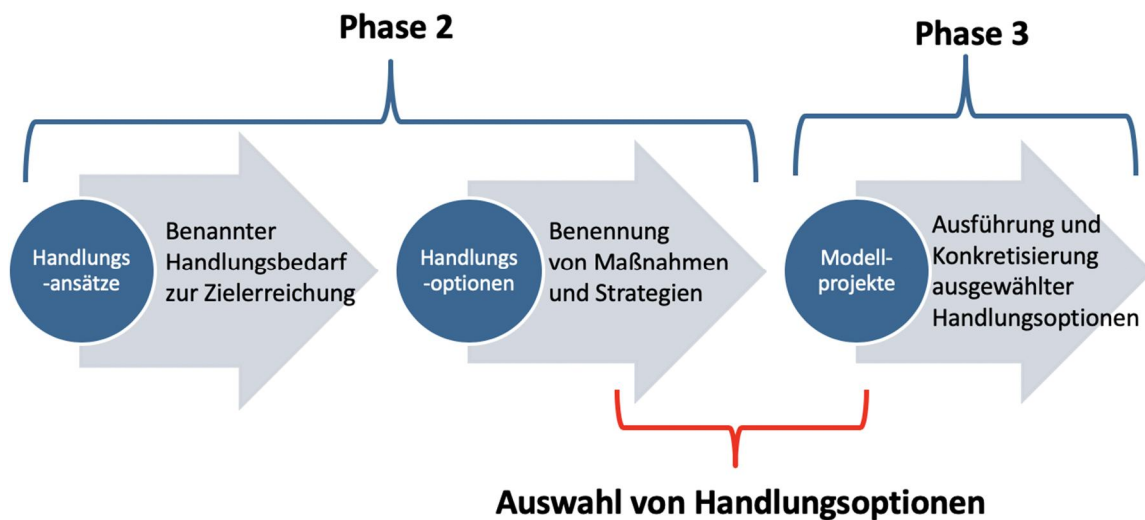 Phase 2
Phase 3
Handlungs
-ansätze
Benannter
Handlungsbedarf
zur Zielerreichung
Handlungs
-optionen
Benennung
von Maßnahmen
und Strategien
Modell-
projekte
Ausführung und
Konkretisierung
ausgewählter
Handlungsoptionen
Auswahl von Handlungsoptionen